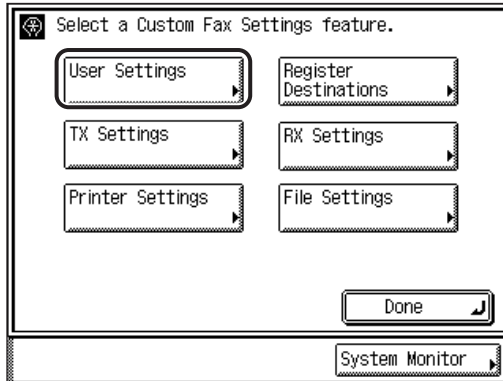 Select a Custom Fax Settings feature.
User Settings
Register
Destinations
TX Settings
RX Settings
Printer Settings
File Settings
Done
System Monitor